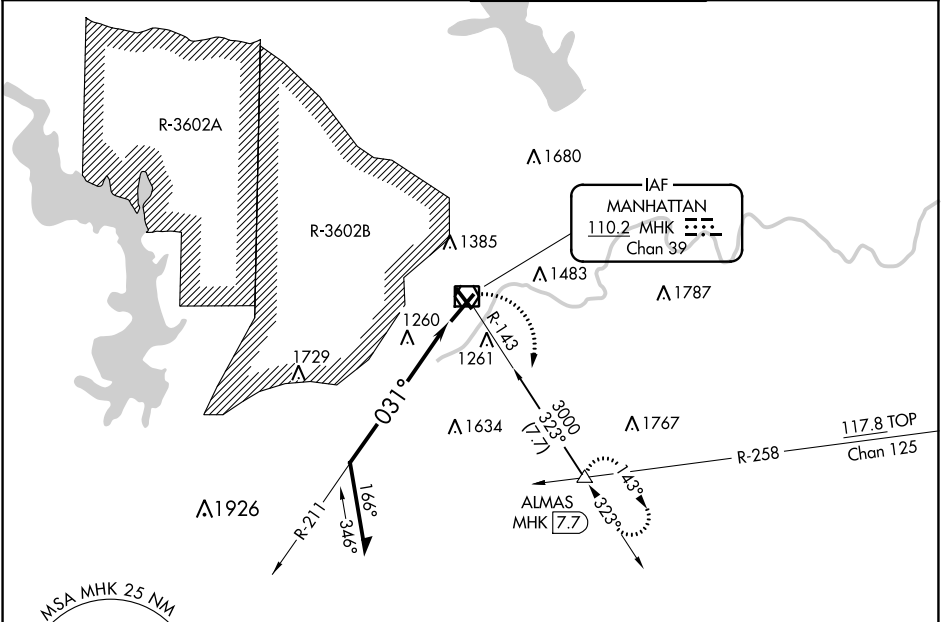 R-3602A
R-3602B
1680
IAF
MANHATTAN
110.2 MHK
Chan 39
1385
1483
1787
1260
1261
R-143
1729
031°
3000
323°
(7.7)
1634
1767
117.8 TOP
Chan 125
R-258
ALMAS
MHK 7.7
143°
323°
1926
R-211
166°
346°
MSA MHK 25 NM